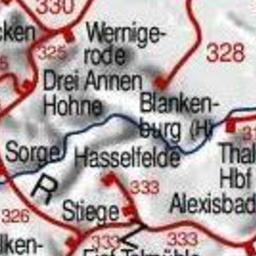 330
cken
Wernige-
rode
325
328
Drei Annen
Hohne
Blanken-
burg (H)
Sorge
Hasselfelde
Thal
Hbf
R
333
Alexisbad
326
Stiege
lken-
333
333